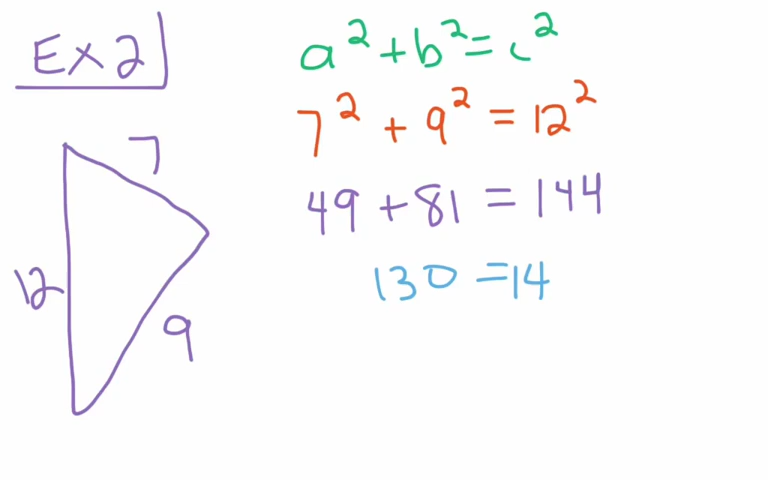 Ex 2
a² + b² = c²
7² + 9² = 12²
49 + 81 = 144
130 = 14
7
12
9